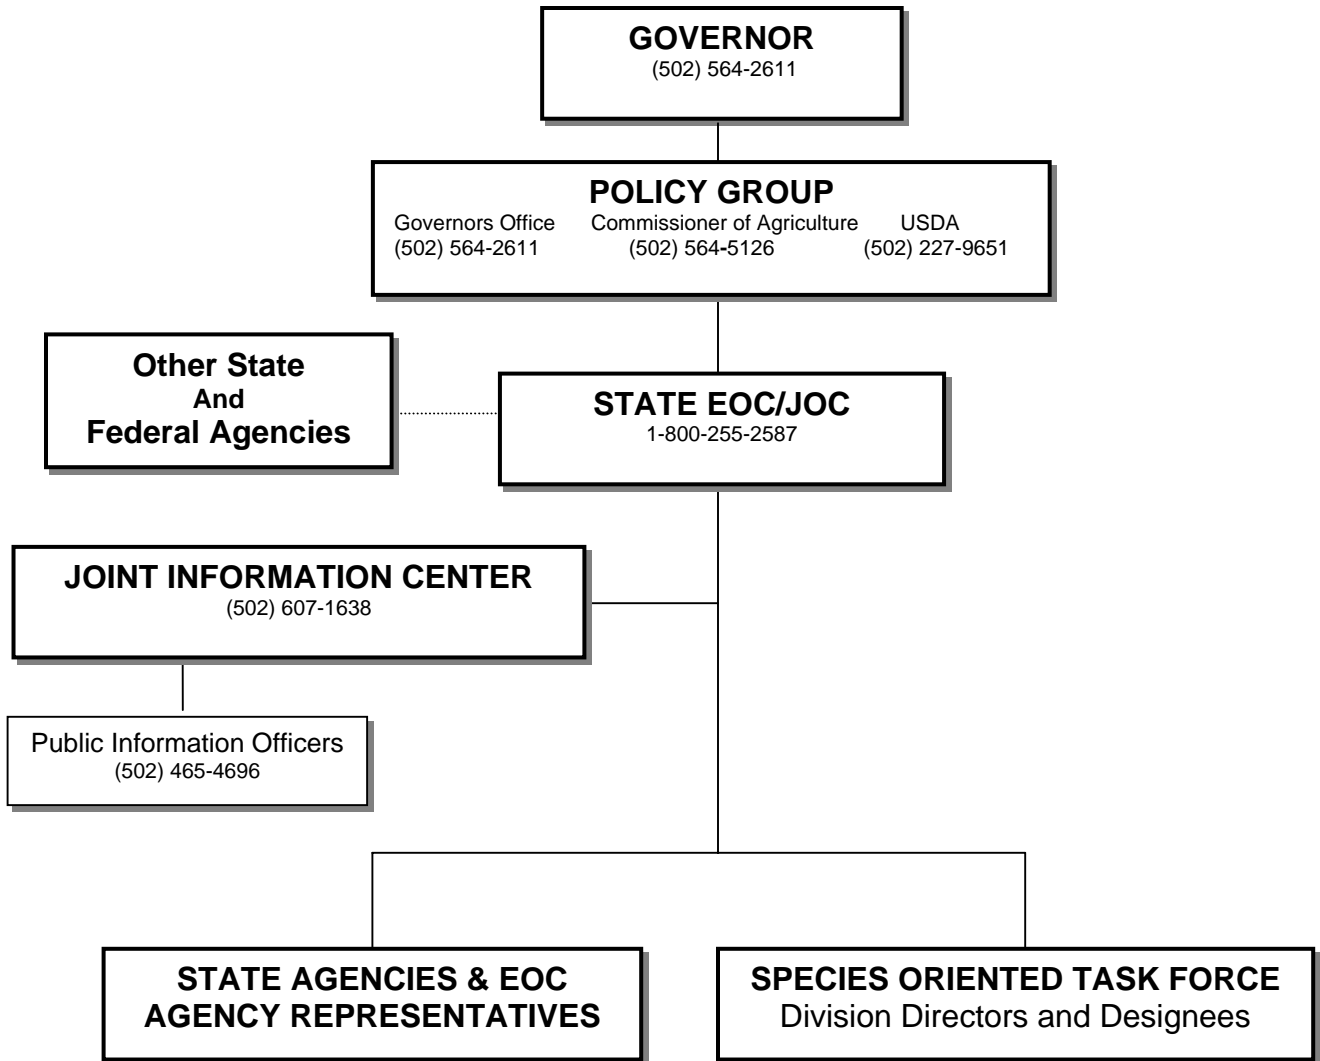 GOVERNOR
(502) 564-2611
POLICY GROUP
Governors Office Commissioner of Agriculture USDA
(502) 564-2611 (502) 564-5126 (502) 227-9651
Other State
And
Federal Agencies
STATE EOC/JOC
1-800-255-2587
JOINT INFORMATION CENTER
(502) 607-1638
Public Information Officers
(502) 465-4696
STATE AGENCIES & EOC
AGENCY REPRESENTATIVES
SPECIES ORIENTED TASK FORCE
Division Directors and Designees